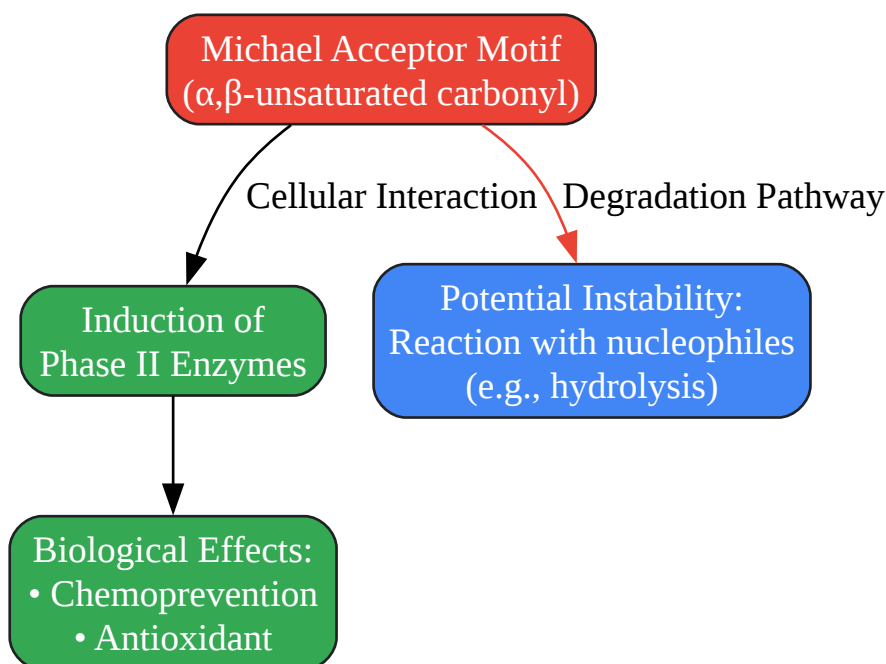 Michael Acceptor Motif
(α,β-unsaturated carbonyl)
Cellular Interaction
Degradation Pathway
Induction of
Phase II Enzymes
Potential Instability:
Reaction with nucleophiles
(e.g., hydrolysis)
Biological Effects:
• Chemoprevention
• Antioxidant